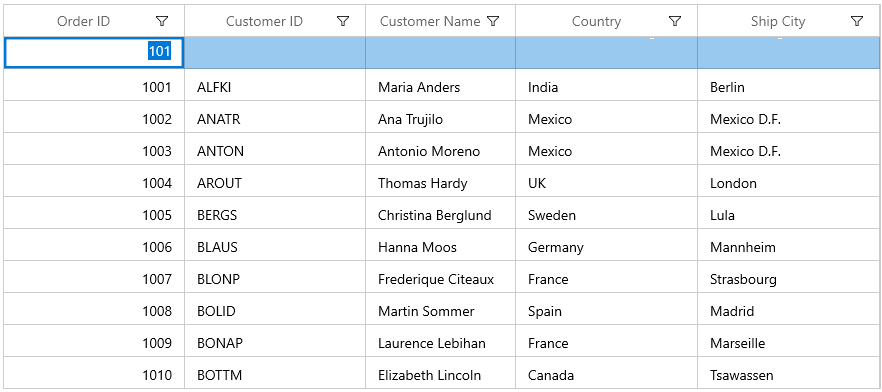 Order ID Customer ID Customer Name Country Ship City
101
1001 ALFKI Maria Anders India Berlin
1002 ANATR Ana Trujilo Mexico Mexico D.F.
1003 ANTON Antonio Moreno Mexico Mexico D.F.
1004 AROUT Thomas Hardy UK London
1005 BERGS Christina Berglund Sweden Lula
1006 BLAUS Hanna Moos Germany Mannheim
1007 BLONP Frederique Citeaux France Strasbourg
1008 BOLID Martin Sommer Spain Madrid
1009 BONAP Laurence Lebihan France Marseille
1010 BOTTM Elizabeth Lincoln Canada Tsawassen